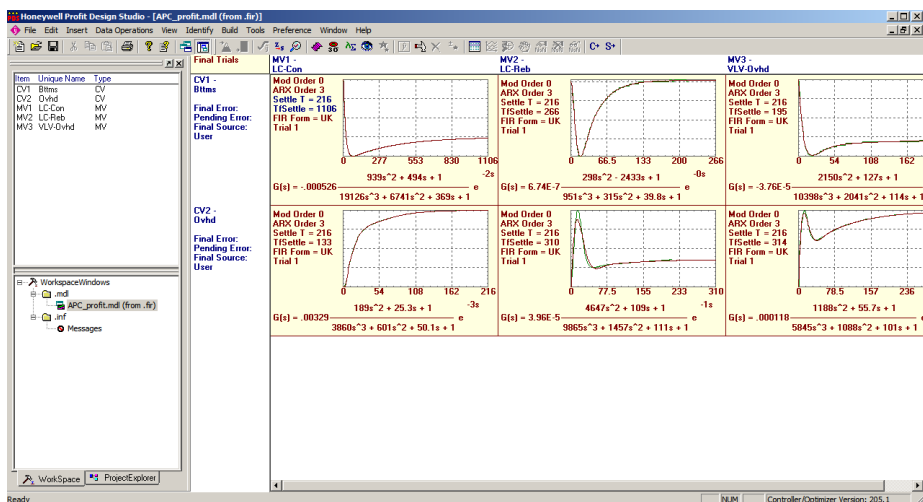 Honeywell Profit Design Studio - [APC_profit.mdl (from .fir)]
File Edit Insert Data Operations View Identify Build Tools Preference Window Help
Item Unique Name Type
CV1 Bttms CV
CV2 Ovhd CV
MV1 LC-Con MV
MV2 LC-Reb MV
MV3 VLV-Ovhd MV
WorkspaceWindows
.mdl
APC_profit.mdl (from .fir)
.inf
Messages
WorkSpace ProjectExplorer
Final Trials
MV1 -
LC-Con
MV2 -
LC-Reb
MV3 -
VLV-Ovhd
CV1 -
Bttms
Final Error:
Pending Error:
Final Source:
User
Mod Order 0
ARX Order 3
Settle T = 216
TfSettle = 1106
FIR Form = UK
Trial 1
0 277 553 830 1106
939s^2 + 494s + 1 -2s
G(s) = -.000526 e
19126s^3 + 6741s^2 + 369s + 1
Mod Order 0
ARX Order 3
Settle T = 216
TfSettle = 266
FIR Form = UK
Trial 1
0 66.5 133 200 266
298s^2 - 2433s + 1 -0s
G(s) = 6.74E-7 e
951s^3 + 315s^2 + 39.8s + 1
Mod Order 0
ARX Order 3
Settle T = 216
TfSettle = 195
FIR Form = UK
Trial 1
0 54 108 162
2150s^2 + 127s + 1
G(s) = -3.76E-5
10398s^3 + 2041s^2 + 114s + 1
CV2 -
Ovhd
Final Error:
Pending Error:
Final Source:
User
Mod Order 0
ARX Order 3
Settle T = 216
TfSettle = 133
FIR Form = UK
Trial 1
0 54 108 162 216
189s^2 + 25.3s + 1 -3s
G(s) = .00329 e
3860s^3 + 601s^2 + 50.1s + 1
Mod Order 0
ARX Order 3
Settle T = 216
TfSettle = 310
FIR Form = UK
Trial 1
0 77.5 155 233 310
4647s^2 + 109s + 1 -1s
G(s) = 3.96E-5 e
9865s^3 + 1457s^2 + 111s + 1
Mod Order 0
ARX Order 3
Settle T = 216
TfSettle = 314
FIR Form = UK
Trial 1
0 78.5 157 236
1188s^2 + 55.7s + 1
G(s) = .000118
5845s^3 + 1088s^2 + 101s + 1
Ready NUM Controller/Optimizer Version: 205.1